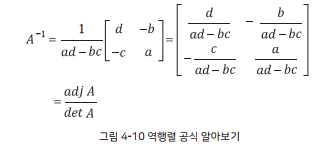 A⁻¹ = 1/(ad − bc) [d −b; −c a] = [d/(ad − bc) − b/(ad − bc); − c/(ad − bc) a/(ad − bc)]
= adj A / det A
그림 4-10 역행렬 공식 알아보기